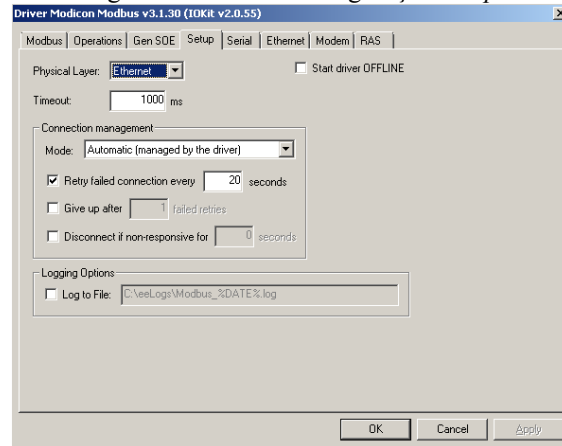 Driver Modicon Modbus v3.1.30 (IOKit v2.0.55)
Modbus Operations Gen SOE Setup Serial Ethernet Modem RAS
Physical Layer: Ethernet Start driver OFFLINE
Timeout: 1000 ms
Connection management
Mode: Automatic (managed by the driver)
Retry failed connection every 20 seconds
Give up after 1 failed retries
Disconnect if non-responsive for 0 seconds
Logging Options
Log to File: C:\eeLogs\Modbus_%DATE%.log
OK Cancel Apply